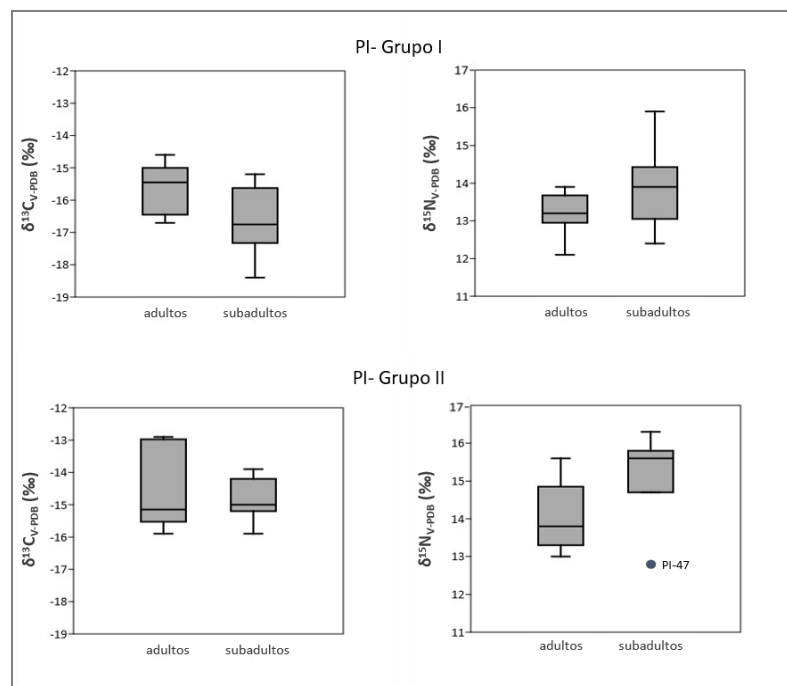 PI- Grupo I
δ13CV-PDB (‰)
-12
-13
-14
-15
-16
-17
-18
-19
adultos subadultos
δ15NV-PDB (‰)
17
16
15
14
13
12
11
adultos subadultos
PI- Grupo II
δ13CV-PDB (‰)
-12
-13
-14
-15
-16
-17
-18
-19
adultos subadultos
δ15NV-PDB (‰)
17
16
15
14
13
12
11
PI-47
adultos subadultos